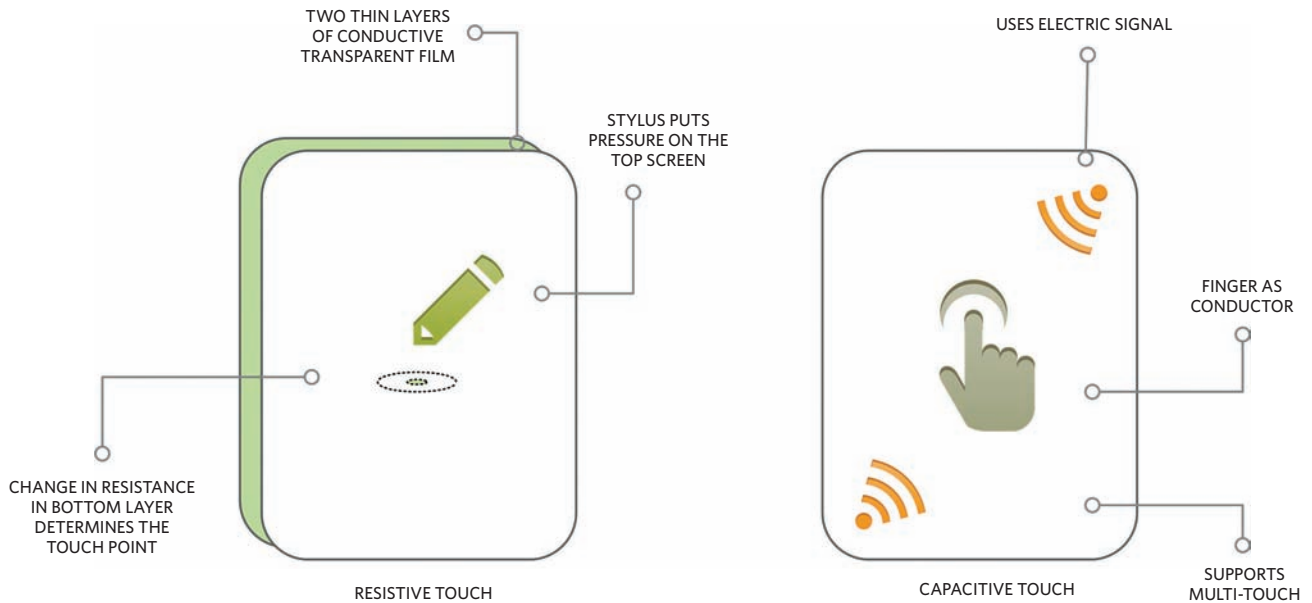 TWO THIN LAYERS
OF CONDUCTIVE
TRANSPARENT FILM
STYLUS PUTS
PRESSURE ON THE
TOP SCREEN
CHANGE IN RESISTANCE
IN BOTTOM LAYER
DETERMINES THE
TOUCH POINT
RESISTIVE TOUCH
USES ELECTRIC SIGNAL
FINGER AS
CONDUCTOR
SUPPORTS
MULTI-TOUCH
CAPACITIVE TOUCH